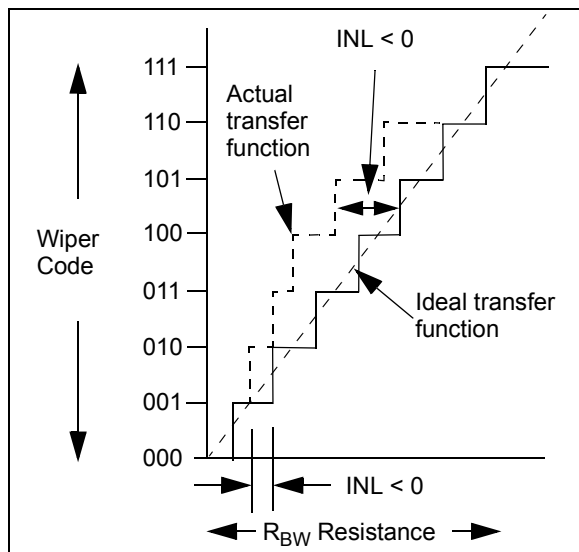 INL < 0
111
Actual
transfer
function
110
101
Wiper
Code
100
011
Ideal transfer
function
010
001
000
INL < 0
RBW Resistance